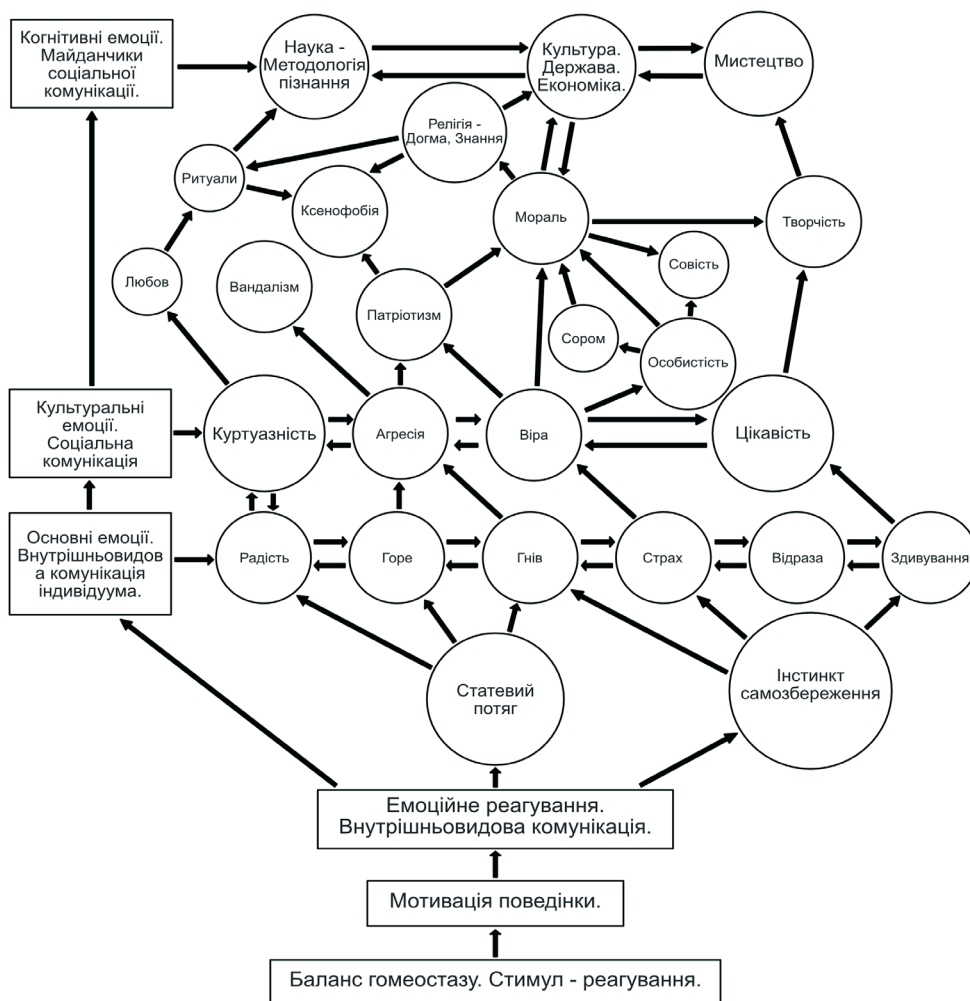 Когнітивні емоції.
Майданчики
соціальної
комунікації.
Наука -
Методологія
пізнання
Культура.
Держава.
Економіка.
Мистецтво
Релігія -
Догма, Знання
Ритуали
Ксенофобія
Мораль
Творчість
Совість
Любов
Вандалізм
Патріотизм
Сором
Особистість
Культуральні
емоції.
Соціальна
комунікація
Куртуазність
Агресія
Віра
Цікавість
Основні емоції.
Внутрішньовидов
а комунікація
індивідуума.
Радість
Горе
Гнів
Страх
Відраза
Здивування
Статевий
потяг
Інстинкт
самозбереження
Емоційне реагування.
Внутрішньовидова комунікація.
Мотивація поведінки.
Баланс гомеостазу. Стимул - реагування.